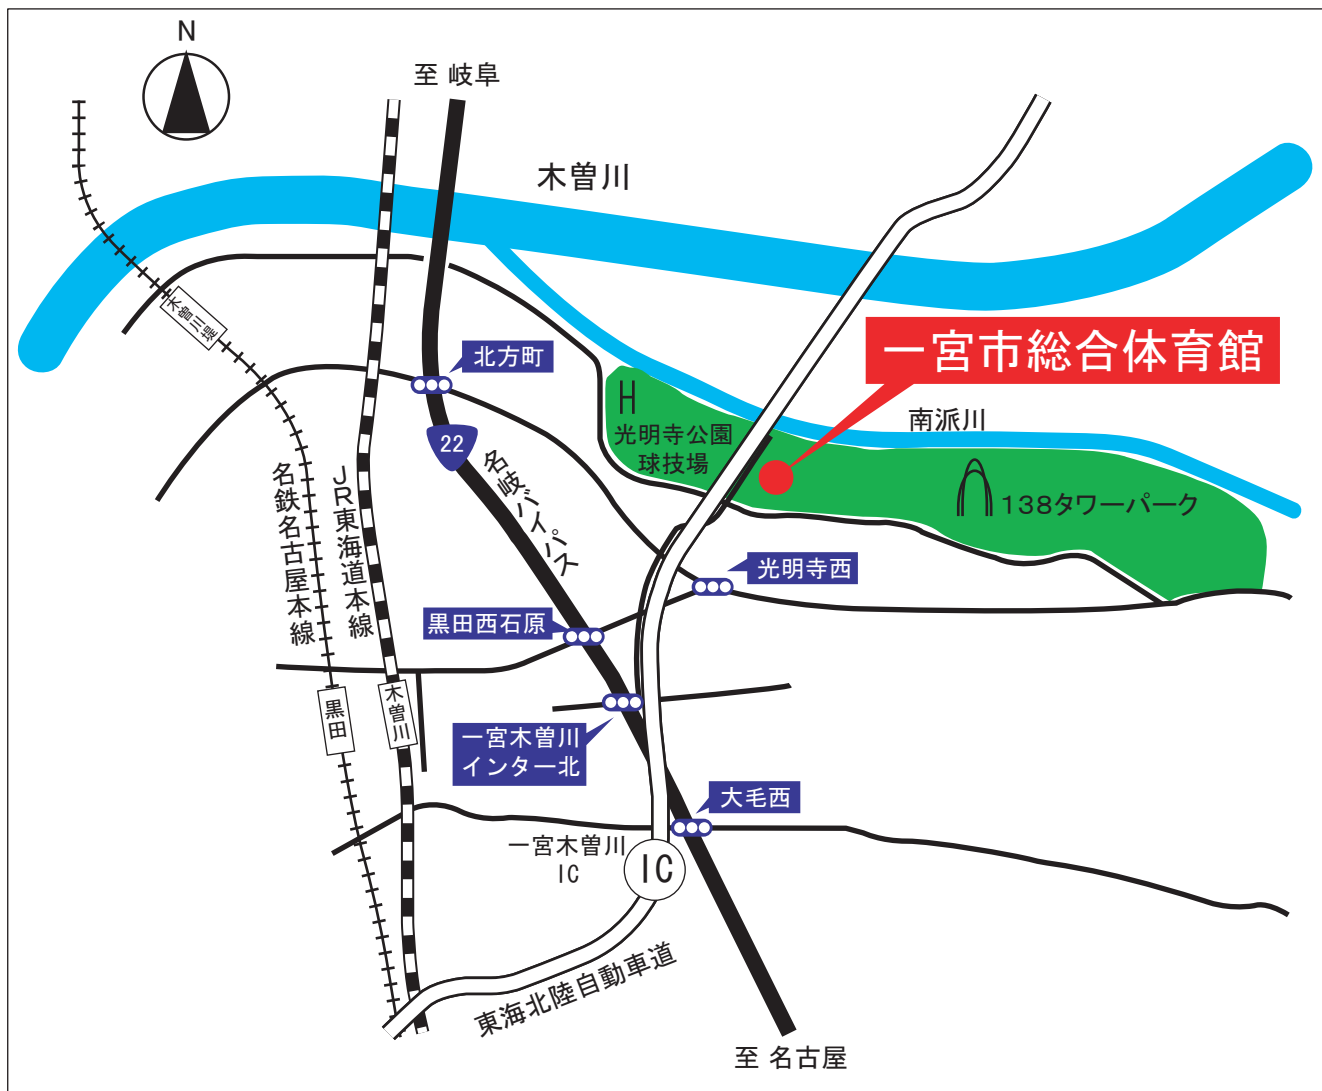 N
至 岐阜
木曽川
木曽川堤
北方町
一宮市総合体育館
H
光明寺公園
球技場
南派川
22
名岐バイパス
138タワーパーク
名鉄名古屋本線
JR東海道本線
光明寺西
黒田西石原
黒田
木曽川
一宮木曽川
インター北
大毛西
一宮木曽川
IC
IC
東海北陸自動車道
至 名古屋